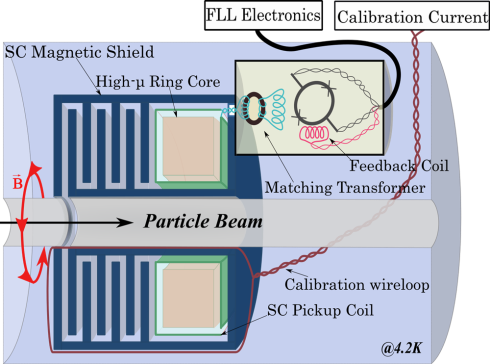 FLL Electronics
Calibration Current
SC Magnetic Shield
High-μ Ring Core
Feedback Coil
Matching Transformer
B
Particle Beam
Calibration wireloop
SC Pickup Coil
@4.2K